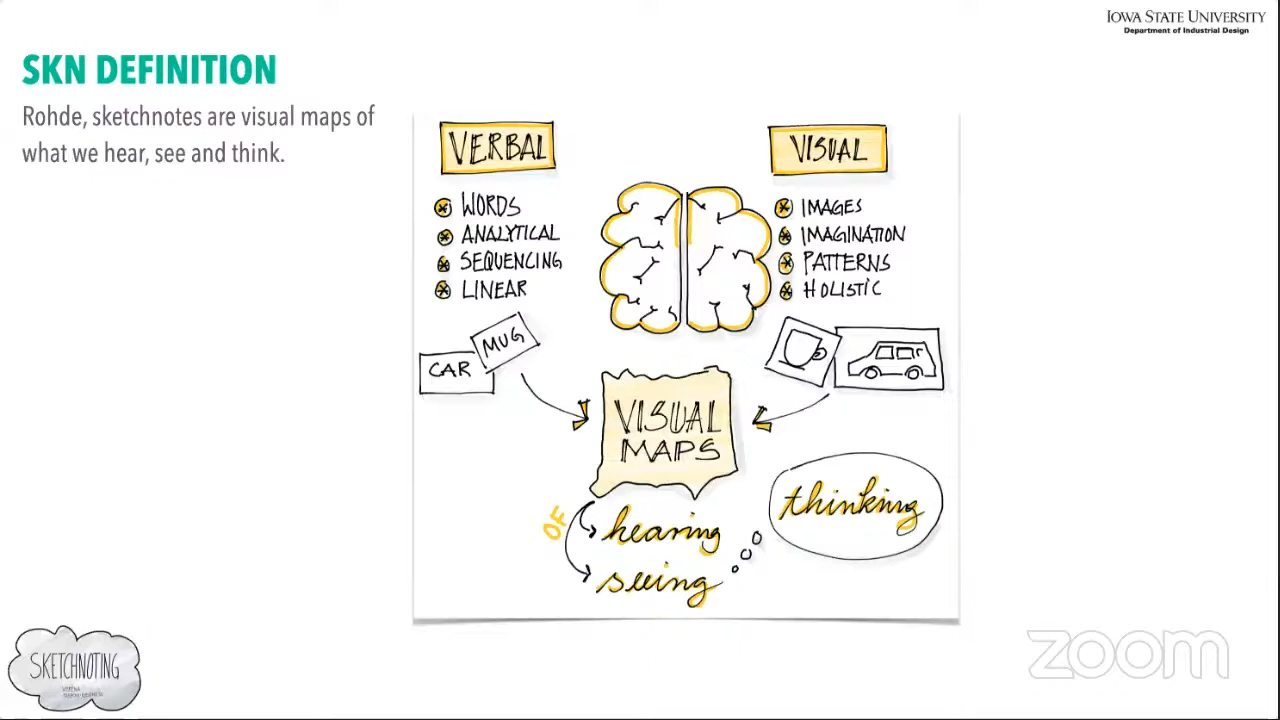 IOWA STATE UNIVERSITY
Department of Industrial Design
SKN DEFINITION
Rohde, sketchnotes are visual maps of
what we hear, see and think.
VERBAL
WORDS
ANALYTICAL
SEQUENCING
LINEAR
CAR
MUG
VISUAL
IMAGES
IMAGINATION
PATTERNS
HOLISTIC
VISUAL
MAPS
OF
hearing
seeing
thinking
SKETCHNOTING
VERENA
zoom